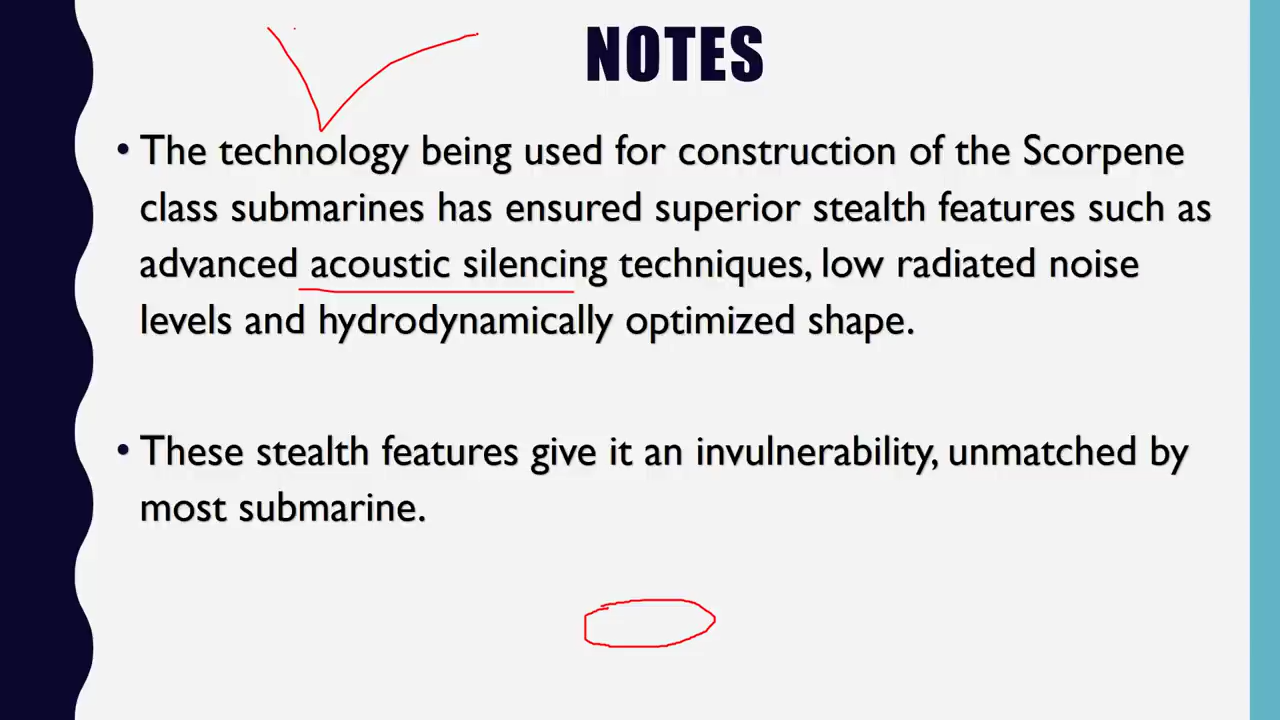 NOTES
• The technology being used for construction of the Scorpene
class submarines has ensured superior stealth features such as
advanced acoustic silencing techniques, low radiated noise
levels and hydrodynamically optimized shape.
• These stealth features give it an invulnerability, unmatched by
most submarine.